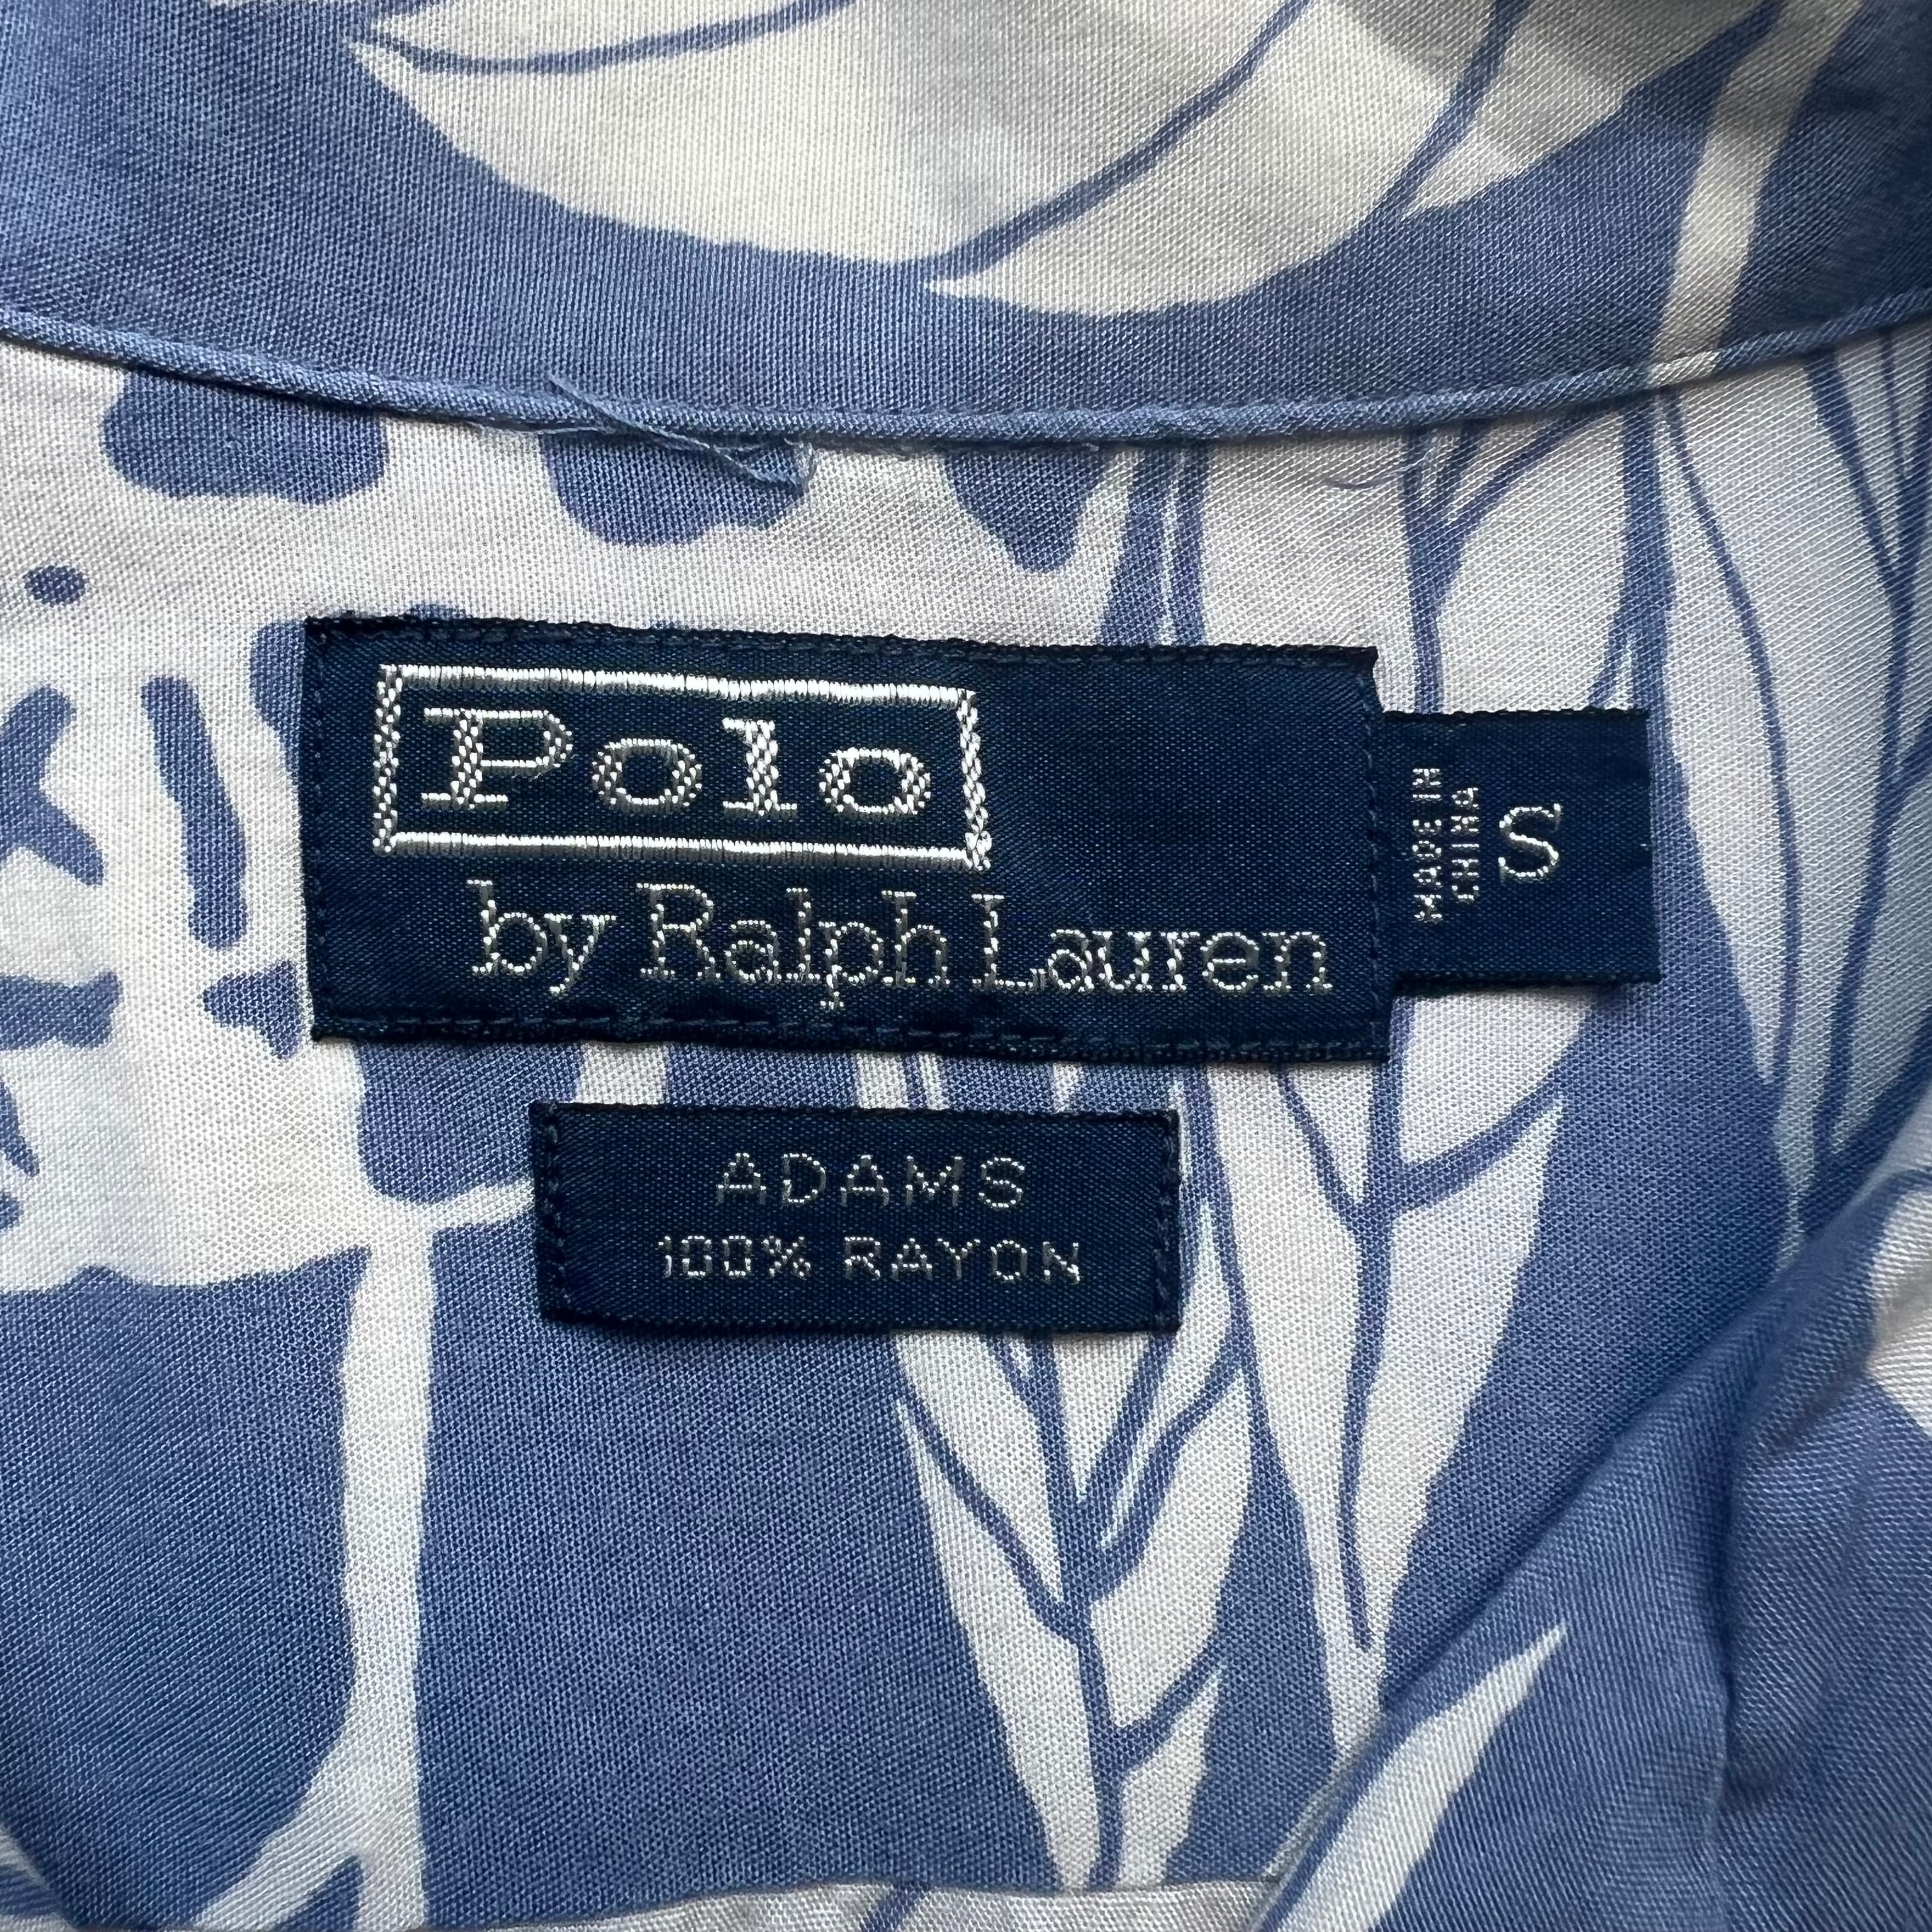 Polo
by Ralph Lauren
MADE IN
CHINA
S
ADAMS
100% RAYON